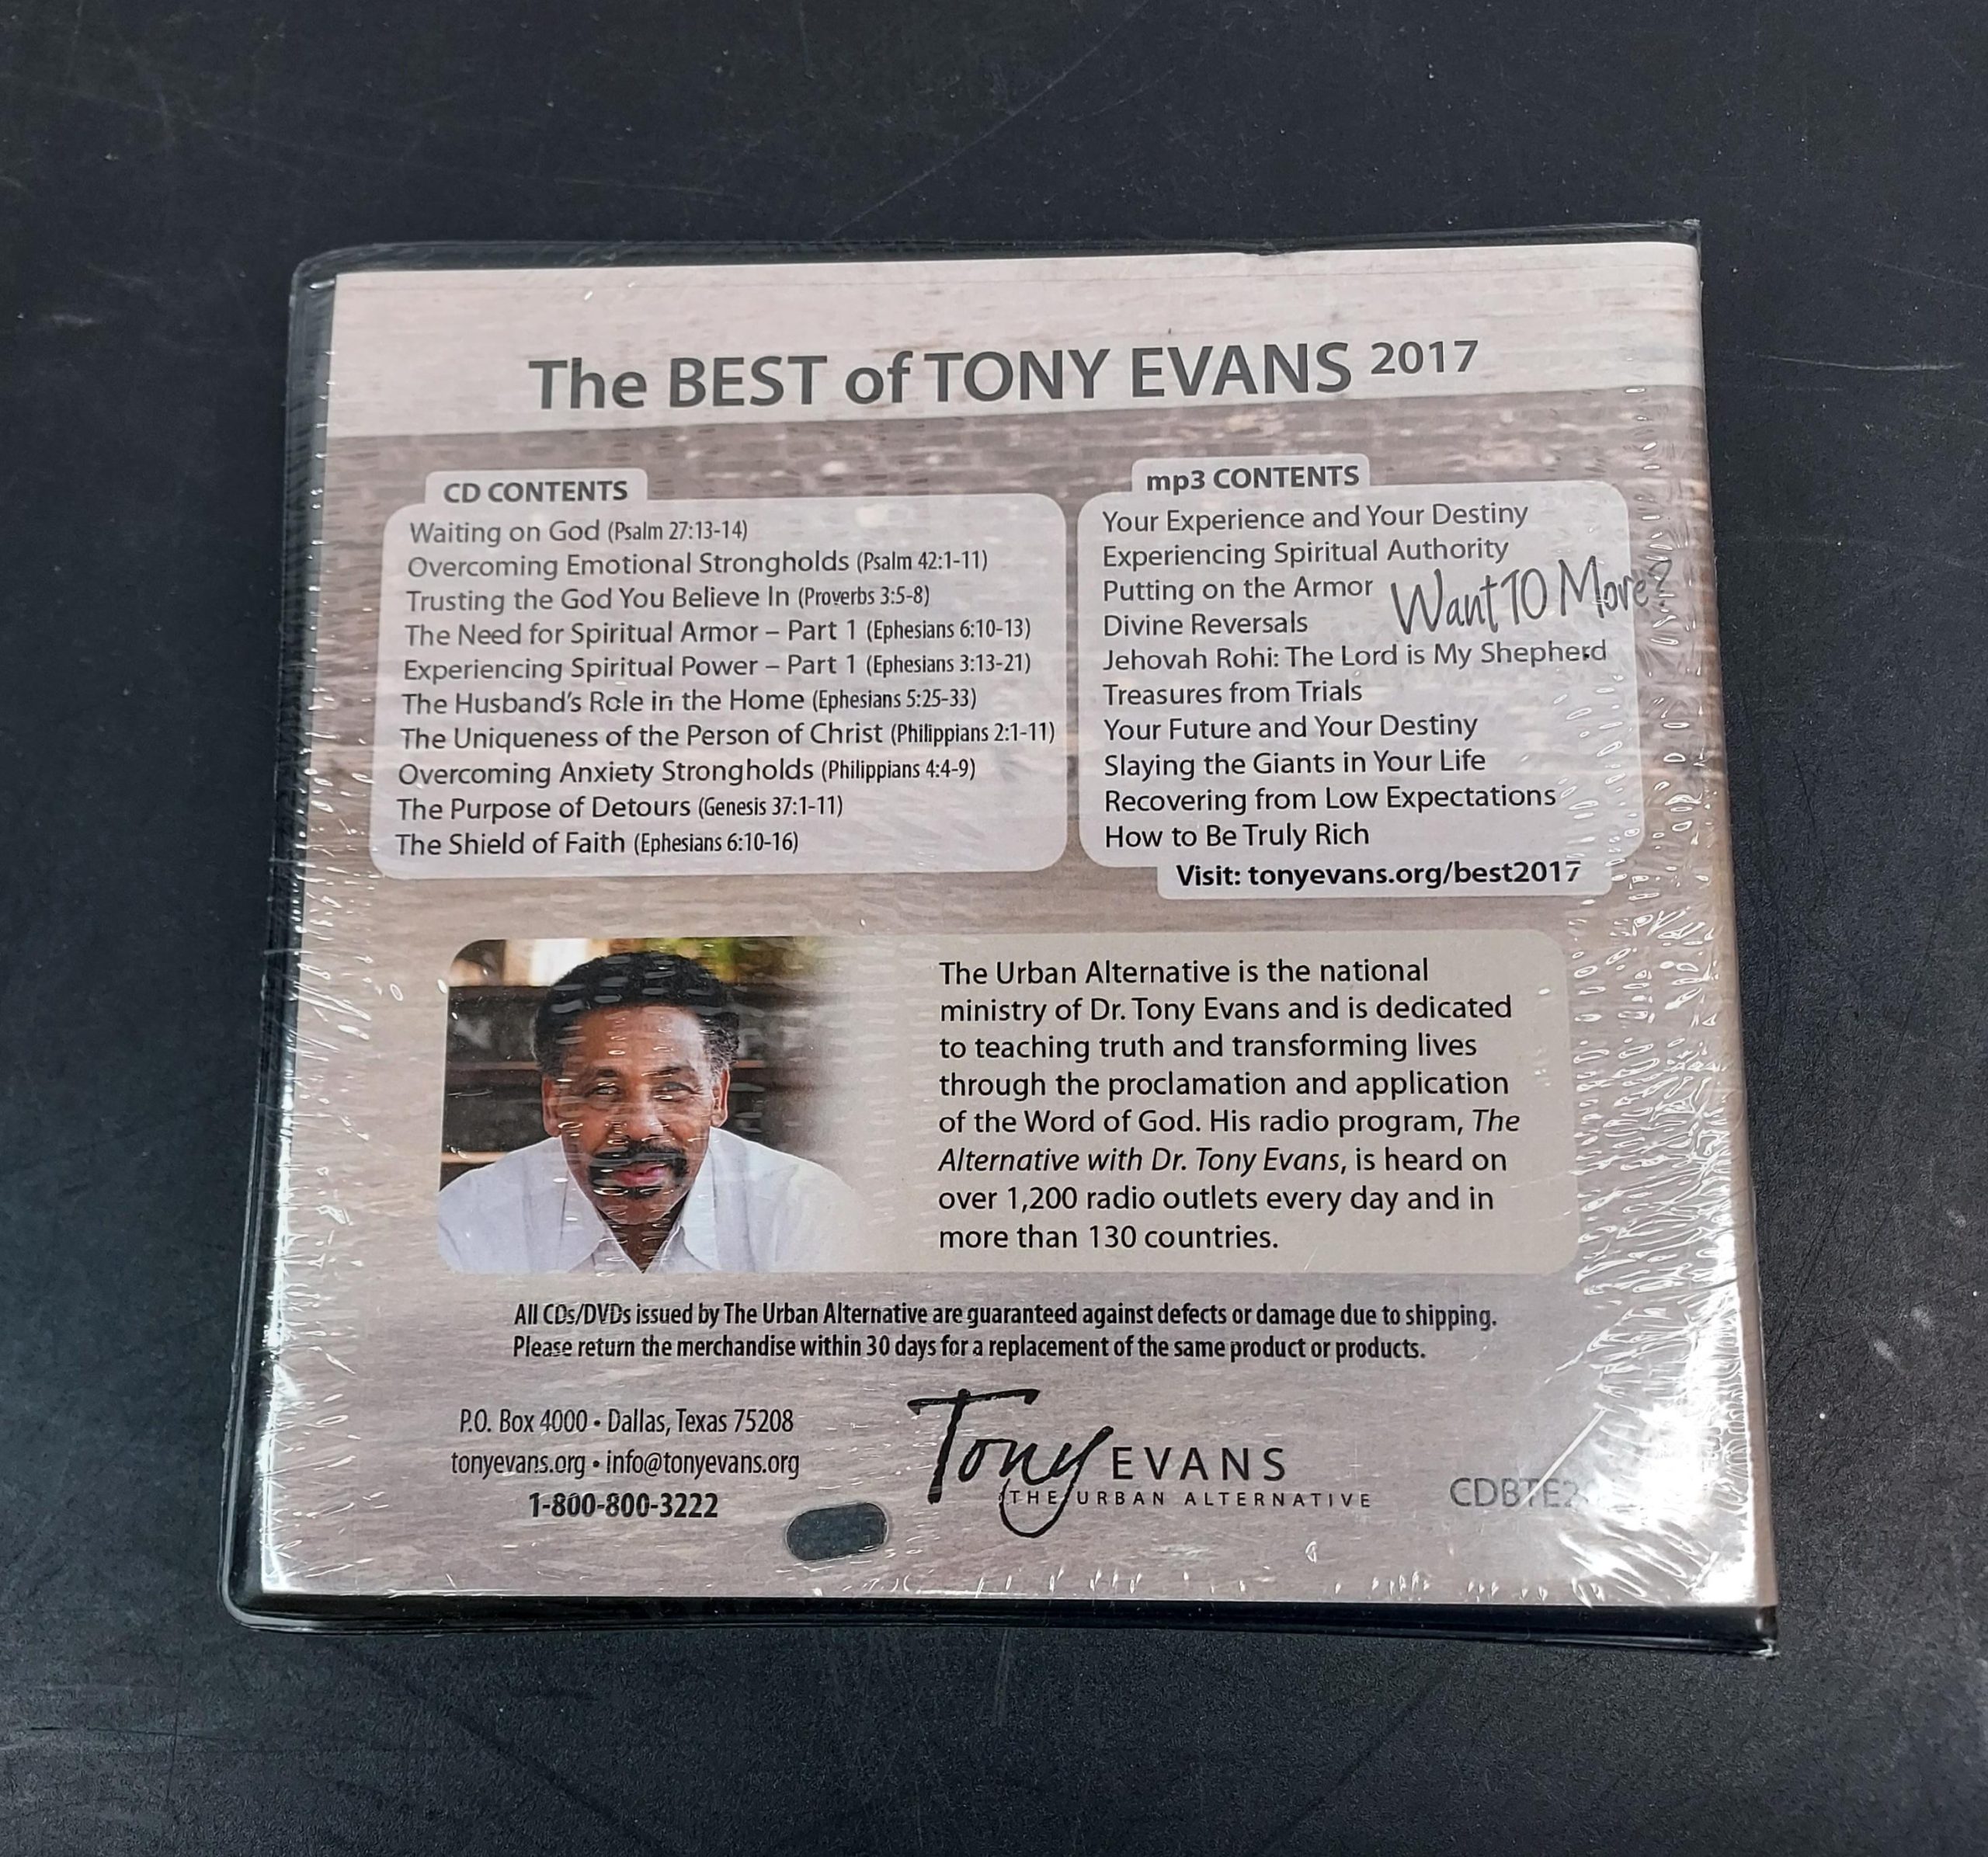 The BEST of TONY EVANS 2017
CD CONTENTS
Waiting on God (Psalm 27:13-14)
Overcoming Emotional Strongholds (Psalm 42:1-11)
Trusting the God You Believe In (Proverbs 3:5-8)
The Need for Spiritual Armor – Part 1 (Ephesians 6:10-13)
Experiencing Spiritual Power – Part 1 (Ephesians 3:13-21)
The Husband's Role in the Home (Ephesians 5:25-33)
The Uniqueness of the Person of Christ (Philippians 2:1-11)
Overcoming Anxiety Strongholds (Philippians 4:4-9)
The Purpose of Detours (Genesis 37:1-11)
The Shield of Faith (Ephesians 6:10-16)
mp3 CONTENTS
Your Experience and Your Destiny
Experiencing Spiritual Authority
Putting on the Armor
Want 10 More?
Divine Reversals
Jehovah Rohi: The Lord is My Shepherd
Treasures from Trials
Your Future and Your Destiny
Slaying the Giants in Your Life
Recovering from Low Expectations
How to Be Truly Rich
Visit: tonyevans.org/best2017
The Urban Alternative is the national
ministry of Dr. Tony Evans and is dedicated
to teaching truth and transforming lives
through the proclamation and application
of the Word of God. His radio program, The
Alternative with Dr. Tony Evans, is heard on
over 1,200 radio outlets every day and in
more than 130 countries.
All CDs/DVDs issued by The Urban Alternative are guaranteed against defects or damage due to shipping.
Please return the merchandise within 30 days for a replacement of the same product or products.
P.O. Box 4000 • Dallas, Texas 75208
tonyevans.org • info@tonyevans.org
1-800-800-3222
Tony EVANS
THE URBAN ALTERNATIVE